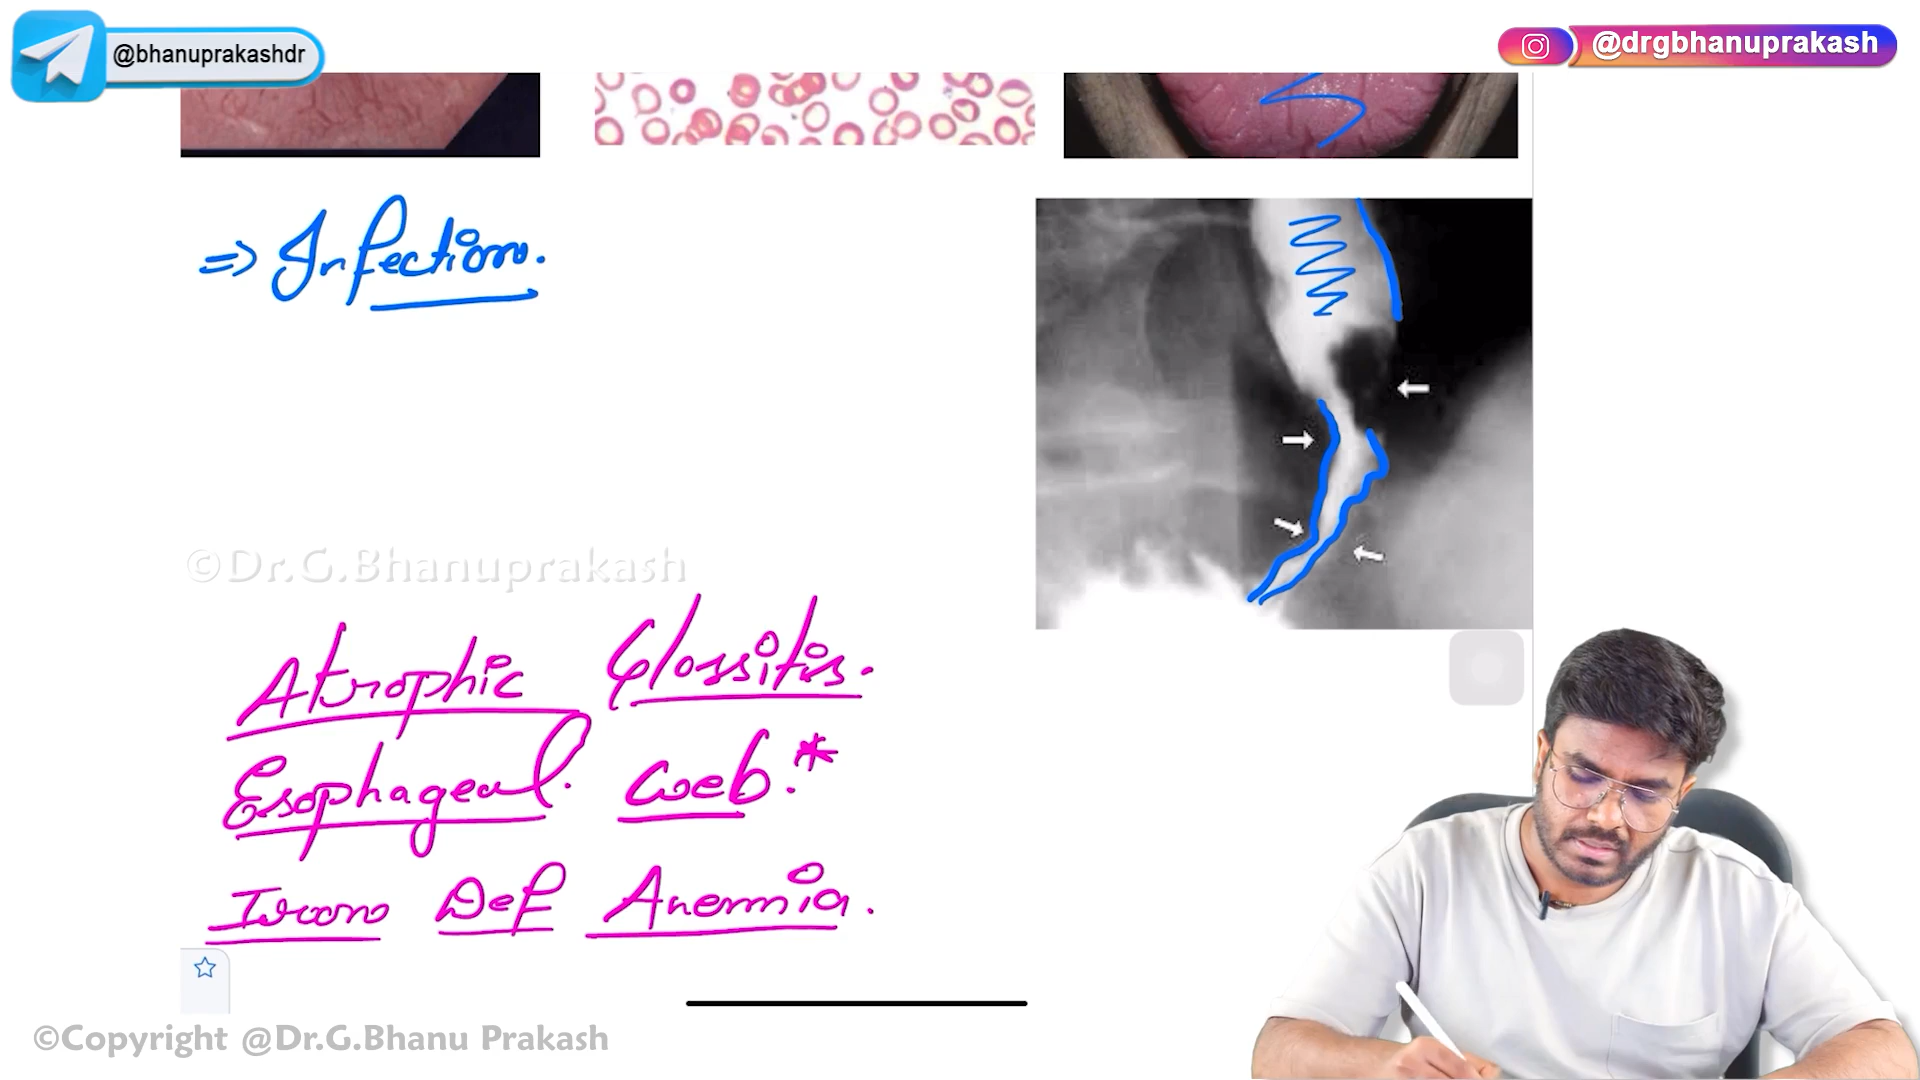 @bhanuprakashdr
@drgbhanuprakash
=> Infection.
©Dr.G.Bhanuprakash
Atrophic Glossitis.
Esophageal. Web.*
Iron Def Anemia.
©Copyright @Dr.G.Bhanu Prakash